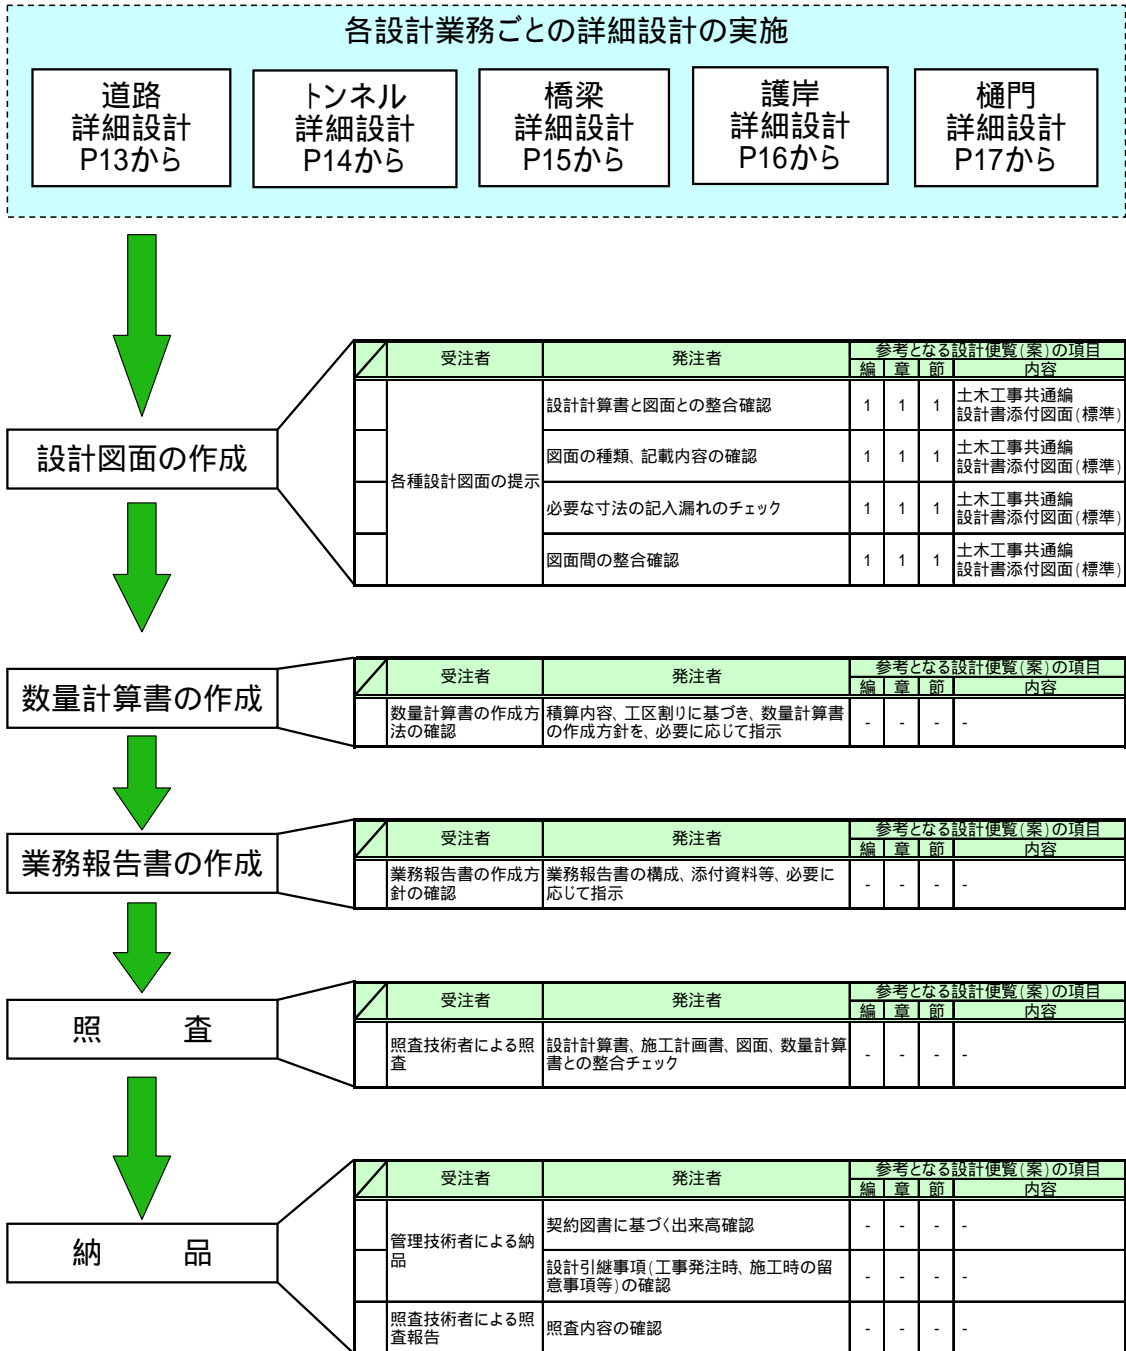 各設計業務ごとの詳細設計の実施
道路
詳細設計
P13から
トンネル
詳細設計
P14から
橋梁
詳細設計
P15から
護岸
詳細設計
P16から
樋門
詳細設計
P17から
設計図面の作成
受注者
発注者
参考となる設計便覧(案)の項目
編 章 節 内容
各種設計図面の提示
設計計算書と図面との整合確認
1 1 1
土木工事共通編
設計書添付図面(標準)
図面の種類、記載内容の確認
1 1 1
土木工事共通編
設計書添付図面(標準)
必要な寸法の記入漏れのチェック
1 1 1
土木工事共通編
設計書添付図面(標準)
図面間の整合確認
1 1 1
土木工事共通編
設計書添付図面(標準)
数量計算書の作成
受注者
発注者
参考となる設計便覧(案)の項目
編 章 節 内容
数量計算書の作成方
法の確認
積算内容、工区割りに基づき、数量計算書
の作成方針を、必要に応じて指示
- - - -
業務報告書の作成
受注者
発注者
参考となる設計便覧(案)の項目
編 章 節 内容
業務報告書の作成方
針の確認
業務報告書の構成、添付資料等、必要に
応じて指示
- - - -
照 査
受注者
発注者
参考となる設計便覧(案)の項目
編 章 節 内容
照査技術者による照
査
設計計算書、施工計画書、図面、数量計算
書との整合チェック
- - - -
納 品
受注者
発注者
参考となる設計便覧(案)の項目
編 章 節 内容
管理技術者による納
品
契約図書に基づく出来高確認
- - - -
設計引継事項(工事発注時、施工時の留
意事項等)の確認
- - - -
照査技術者による照
査報告
照査内容の確認
- - - -